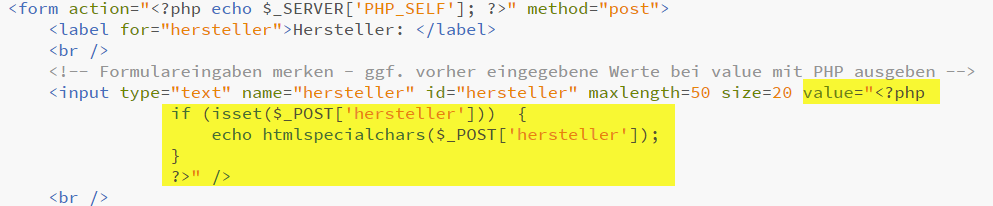 <form action="<?php echo $_SERVER['PHP_SELF']; ?>" method="post">
<label for="hersteller">Hersteller: </label>
<br />
<!-- Formulareingaben merken – ggf. vorher eingegebene Werte bei value mit PHP ausgeben -->
<input type="text" name="hersteller" id="hersteller" maxlength=50 size=20 value="<?php
if (isset($_POST['hersteller']))  {
echo htmlspecialchars($_POST['hersteller']);
}
?>" />
<br />